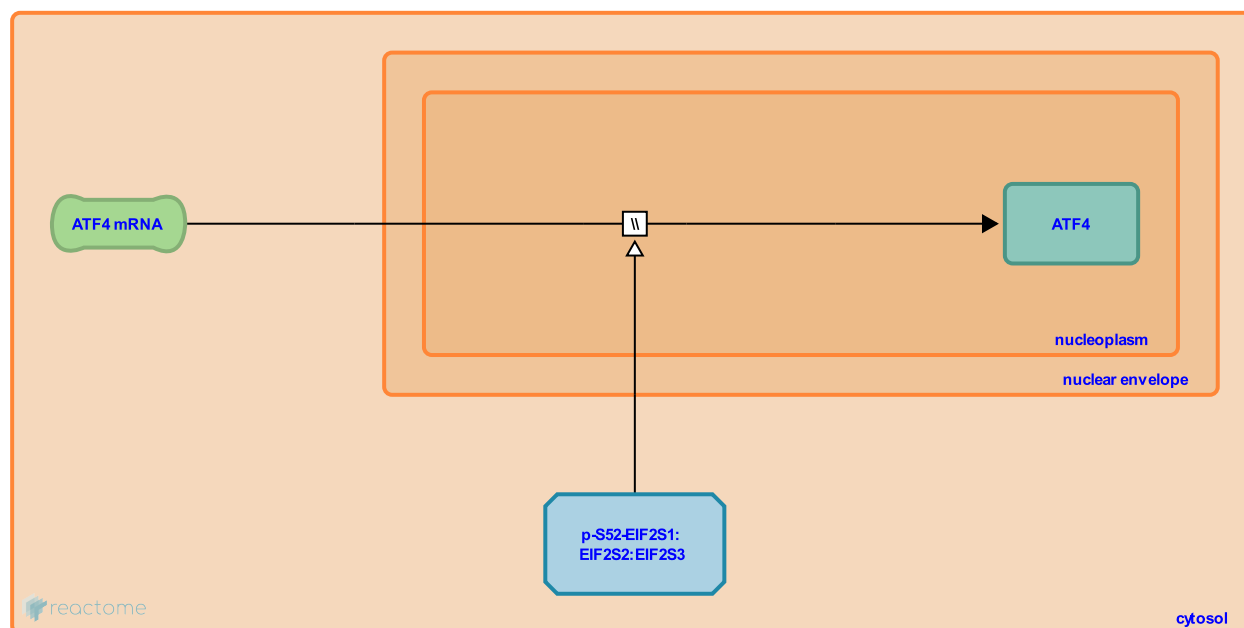 ATF4 mRNA
\\
ATF4
nucleoplasm
nuclear envelope
p-S52-EIF2S1:
EIF2S2:EIF2S3
reactome
cytosol